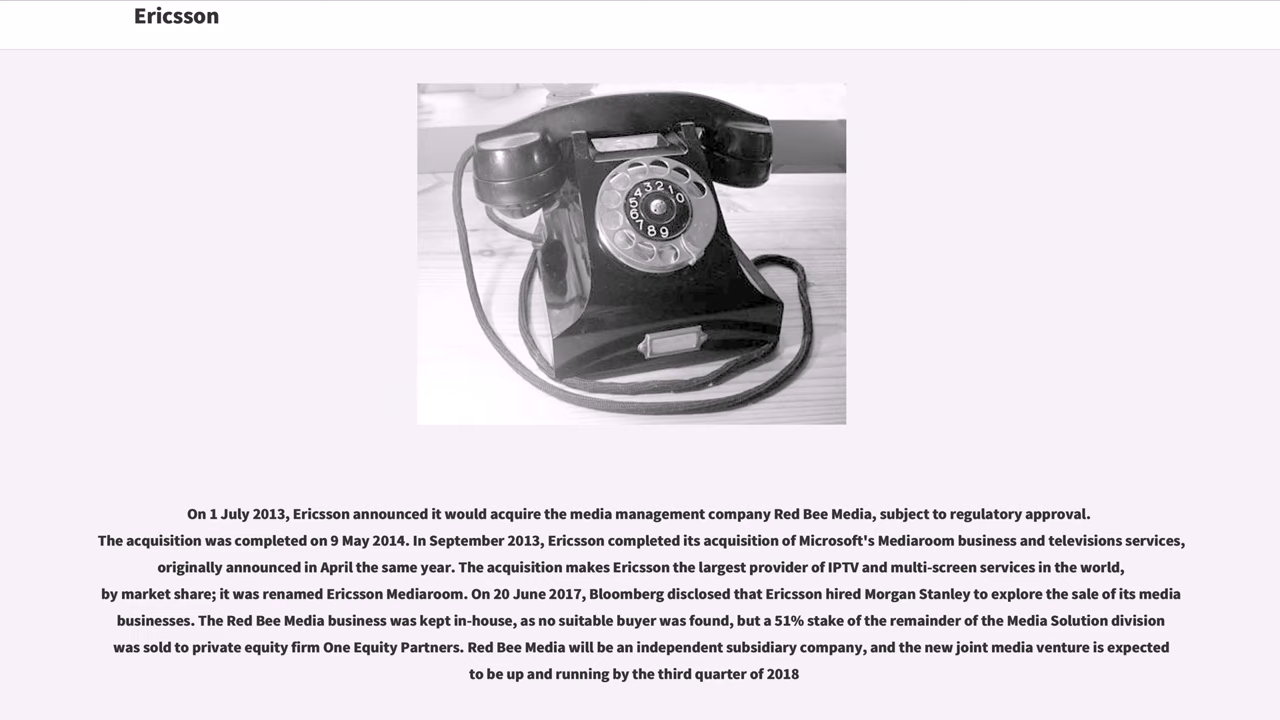 Ericsson
4 3 2 1 0
5
6
7 8 9
On 1 July 2013, Ericsson announced it would acquire the media management company Red Bee Media, subject to regulatory approval.
The acquisition was completed on 9 May 2014. In September 2013, Ericsson completed its acquisition of Microsoft's Mediaroom business and televisions services,
originally announced in April the same year. The acquisition makes Ericsson the largest provider of IPTV and multi-screen services in the world,
by market share; it was renamed Ericsson Mediaroom. On 20 June 2017, Bloomberg disclosed that Ericsson hired Morgan Stanley to explore the sale of its media
businesses. The Red Bee Media business was kept in-house, as no suitable buyer was found, but a 51% stake of the remainder of the Media Solution division
was sold to private equity firm One Equity Partners. Red Bee Media will be an independent subsidiary company, and the new joint media venture is expected
to be up and running by the third quarter of 2018